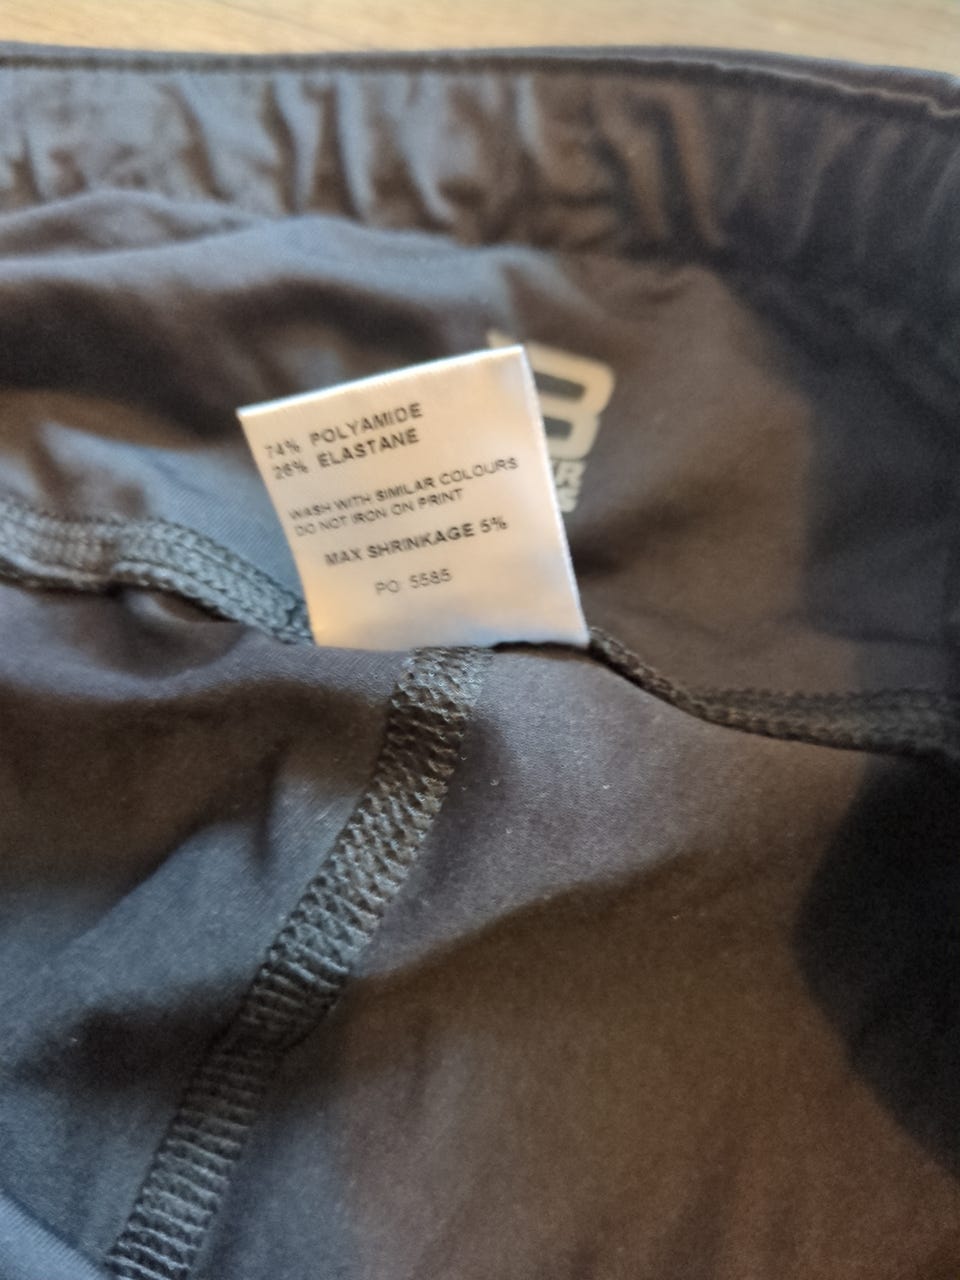 74% POLYAMIDE
26% ELASTANE
WASH WITH SIMILAR COLOURS
DO NOT IRON ON PRINT
MAX SHRINKAGE 5%
PO 5585